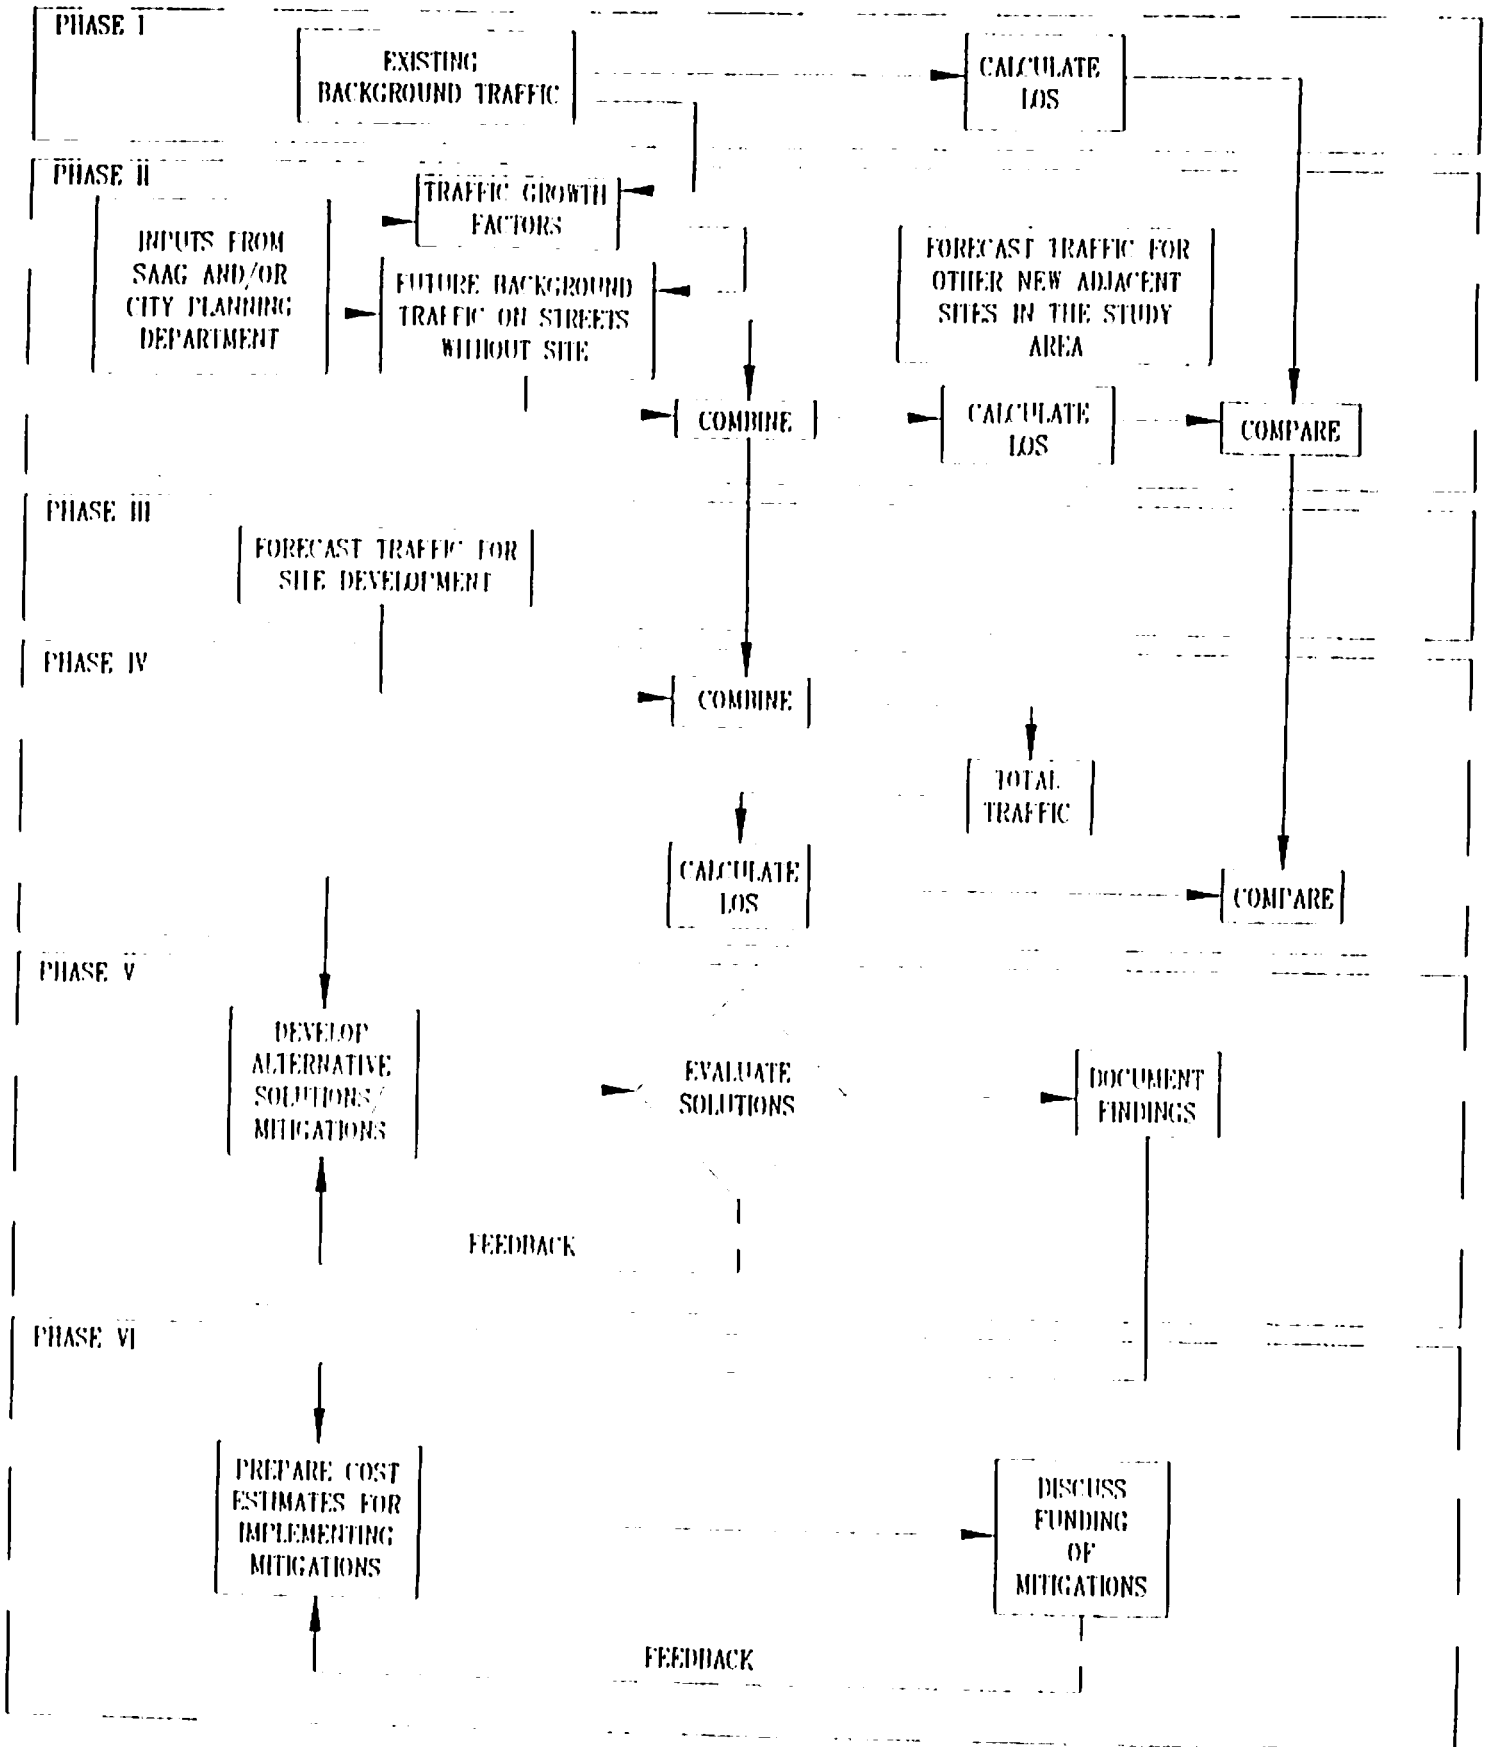 PHASE I
EXISTING
BACKGROUND TRAFFIC
CALCULATE
LOS
PHASE II
TRAFFIC GROWTH
FACTORS
INPUTS FROM
SAAG AND/OR
CITY PLANNING
DEPARTMENT
FUTURE BACKGROUND
TRAFFIC ON STREETS
WITHOUT SITE
FORECAST TRAFFIC FOR
OTHER NEW ADJACENT
SITES IN THE STUDY
AREA
COMBINE
CALCULATE
LOS
COMPARE
PHASE III
FORECAST TRAFFIC FOR
SITE DEVELOPMENT
PHASE IV
COMBINE
TOTAL
TRAFFIC
CALCULATE
LOS
COMPARE
PHASE V
DEVELOP
ALTERNATIVE
SOLUTIONS/
MITIGATIONS
EVALUATE
SOLUTIONS
DOCUMENT
FINDINGS
FEEDBACK
PHASE VI
PREPARE COST
ESTIMATES FOR
IMPLEMENTING
MITIGATIONS
DISCUSS
FUNDING
OF
MITIGATIONS
FEEDBACK